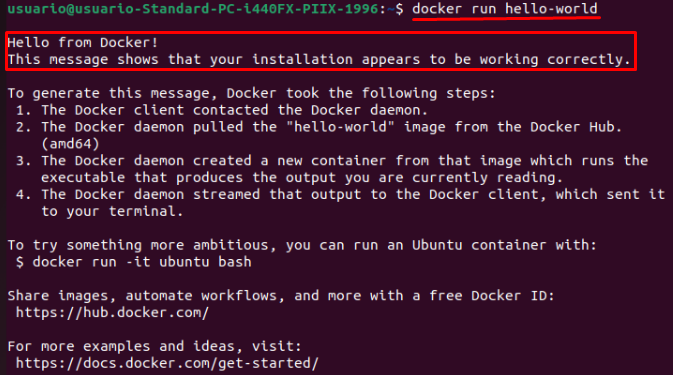 usuario@usuario-Standard-PC-i440FX-PIIX-1996:~$ docker run hello-world
Hello from Docker!
This message shows that your installation appears to be working correctly.
To generate this message, Docker took the following steps:
1. The Docker client contacted the Docker daemon.
2. The Docker daemon pulled the "hello-world" image from the Docker Hub.
(amd64)
3. The Docker daemon created a new container from that image which runs the
executable that produces the output you are currently reading.
4. The Docker daemon streamed that output to the Docker client, which sent it
to your terminal.
To try something more ambitious, you can run an Ubuntu container with:
$ docker run -it ubuntu bash
Share images, automate workflows, and more with a free Docker ID:
https://hub.docker.com/
For more examples and ideas, visit:
https://docs.docker.com/get-started/